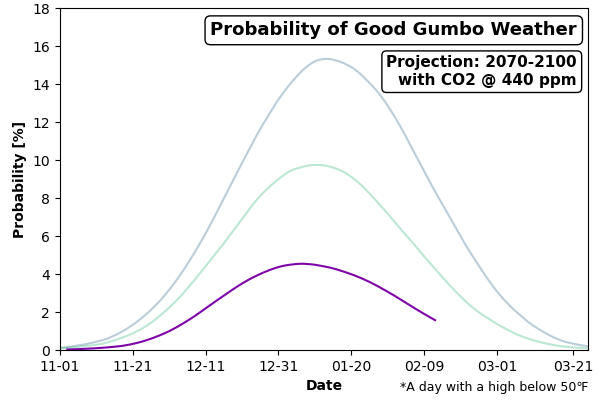 Probability of Good Gumbo Weather
Projection: 2070-2100
with CO2 @ 440 ppm
Probability [%]
18
16
14
12
10
8
6
4
2
0
11-01 11-21 12-11 12-31 01-20 02-09 03-01 03-21
Date
*A day with a high below 50°F